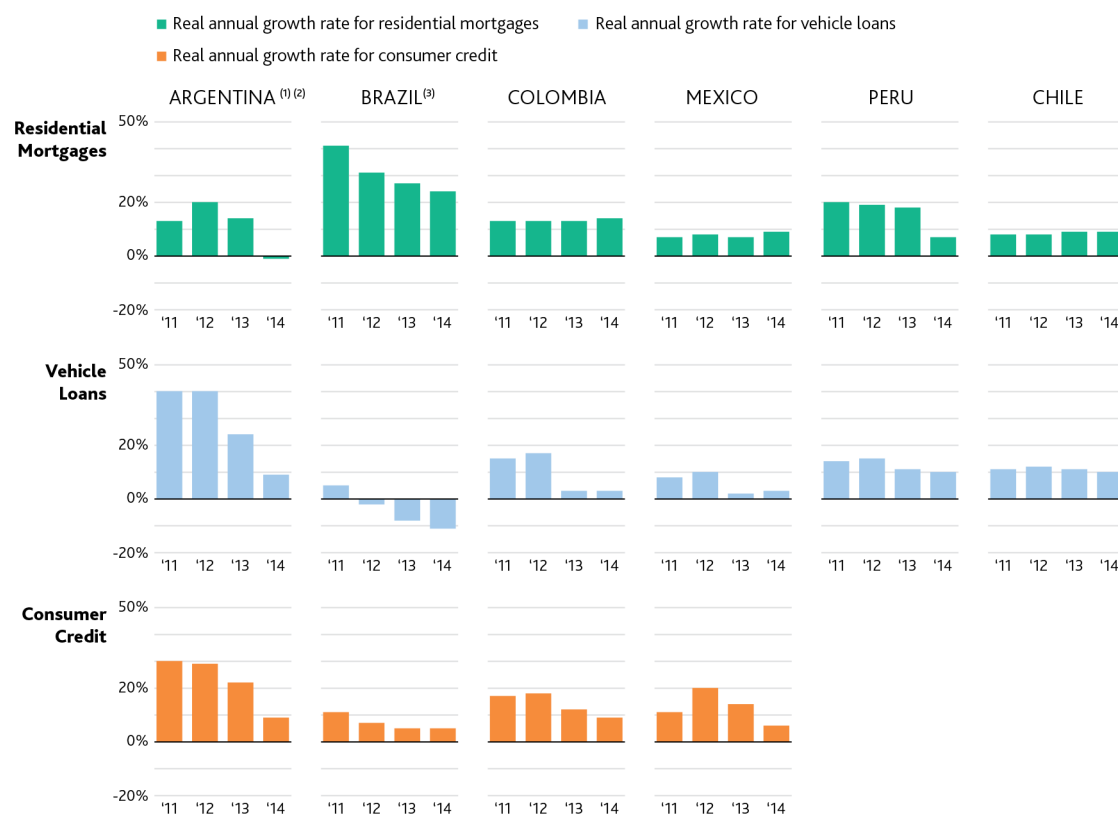 Real annual growth rate for residential mortgages
Real annual growth rate for vehicle loans
Real annual growth rate for consumer credit
ARGENTINA (1) (2)
BRAZIL(3)
COLOMBIA
MEXICO
PERU
CHILE
Residential
Mortgages
50%
20%
0%
-20%
‘11 ‘12 ‘13 ‘14
‘11 ‘12 ‘13 ‘14
‘11 ‘12 ‘13 ‘14
‘11 ‘12 ‘13 ‘14
‘11 ‘12 ‘13 ‘14
‘11 ‘12 ‘13 ‘14
Vehicle
Loans
50%
20%
0%
-20%
‘11 ‘12 ‘13 ‘14
‘11 ‘12 ‘13 ‘14
‘11 ‘12 ‘13 ‘14
‘11 ‘12 ‘13 ‘14
‘11 ‘12 ‘13 ‘14
‘11 ‘12 ‘13 ‘14
Consumer
Credit
50%
20%
0%
-20%
‘11 ‘12 ‘13 ‘14
‘11 ‘12 ‘13 ‘14
‘11 ‘12 ‘13 ‘14
‘11 ‘12 ‘13 ‘14